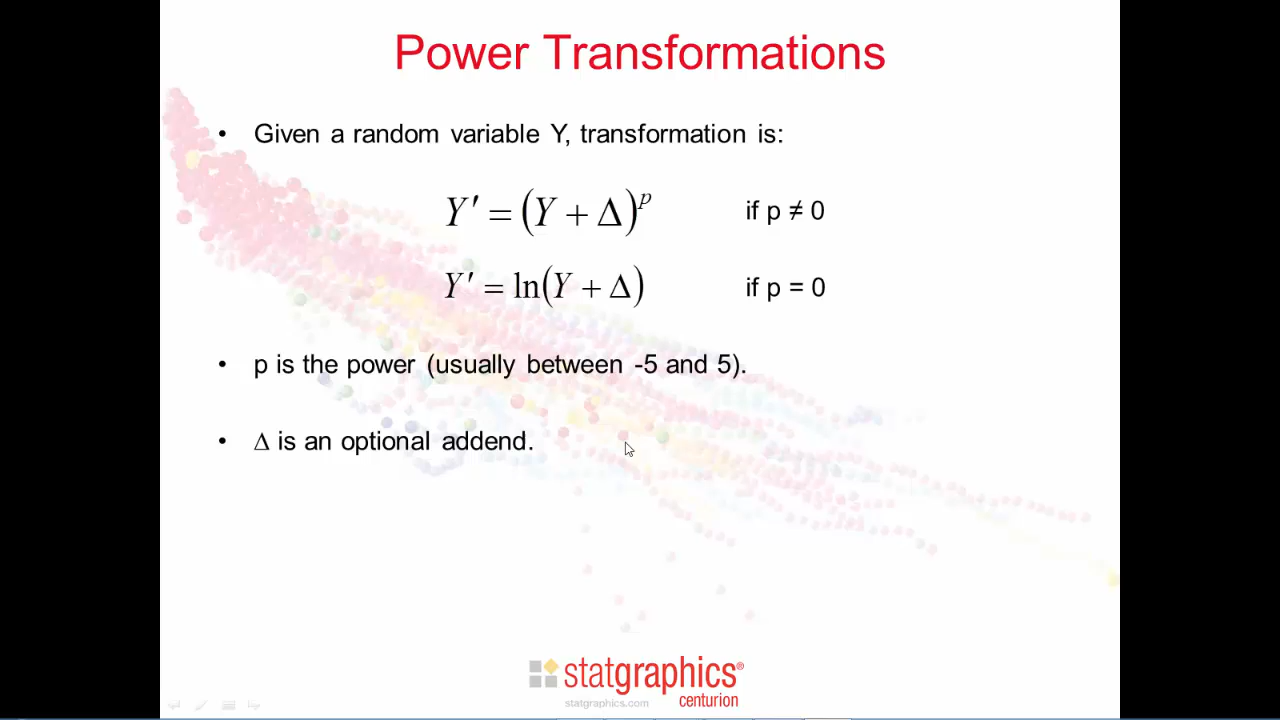 Power Transformations
• Given a random variable Y, transformation is:
Y′ = (Y + Δ)^p if p ≠ 0
Y′ = ln(Y + Δ) if p = 0
• p is the power (usually between -5 and 5).
• Δ is an optional addend.
statgraphics®
statgraphics.com centurion